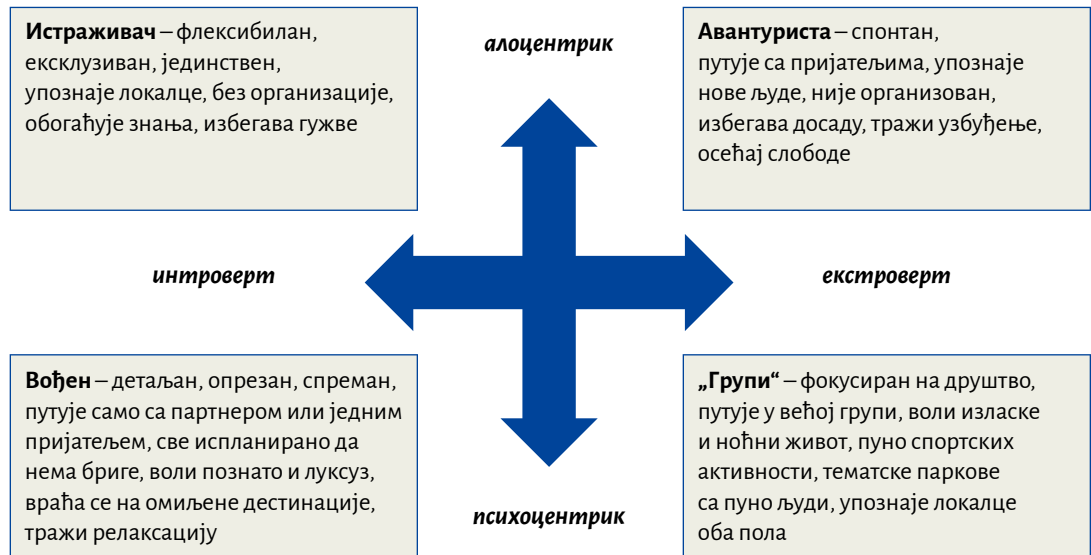 Истраживач – флексибилан,
ексклузиван, јединствен,
упознаје локалце, без организације,
обогаћује знања, избегава гужве
алоцентрик
Авантуриста – спонтан,
путује са пријатељима, упознаје
нове људе, није организован,
избегава досаду, тражи узбуђење,
осећај слободе
интроверт
екстроверт
Вођен – детаљан, опрезан, спреман,
путује само са партнером или једним
пријатељем, све испланирано да
нема бриге, воли познато и луксуз,
враћа се на омиљене дестинације,
тражи релаксацију
психоцентрик
„Групи“ – фокусиран на друштво,
путује у већој групи, воли изласке
и ноћни живот, пуно спортских
активности, тематске паркове
са пуно људи, упознаје локалце
оба пола